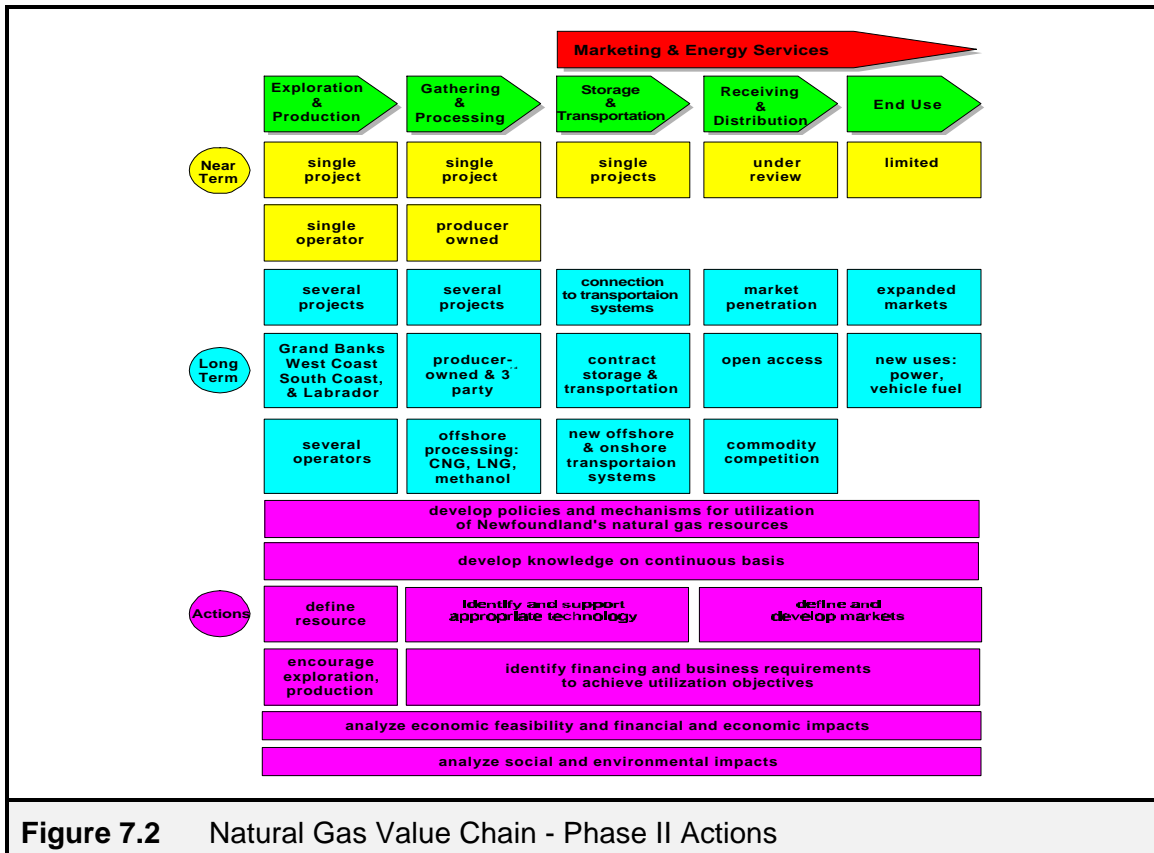 Marketing & Energy Services
Exploration
&
Production
Gathering
&
Processing
Storage
&
Transportation
Receiving
&
Distribution
End Use
Near
Term
single
project
single
project
single
projects
under
review
limited
single
operator
producer
owned
several
projects
several
projects
connection
to transportaion
systems
market
penetration
expanded
markets
Long
Term
Grand Banks
West Coast
South Coast,
& Labrador
producer-
owned & 3
party
contract
storage &
transportation
open access
new uses:
power,
vehicle fuel
several
operators
offshore
processing:
CNG, LNG,
methanol
new offshore
& onshore
transportaion
systems
commodity
competition
develop policies and mechanisms for utilization
of Newfoundland's natural gas resources
develop knowledge on continuous basis
Actions
define
resource
identify and support
appropriate technology
define and
develop markets
encourage
exploration,
production
identify financing and business requirements
to achieve utilization objectives
analyze economic feasibility and financial and economic impacts
analyze social and environmental impacts
Figure 7.2 Natural Gas Value Chain - Phase II Actions